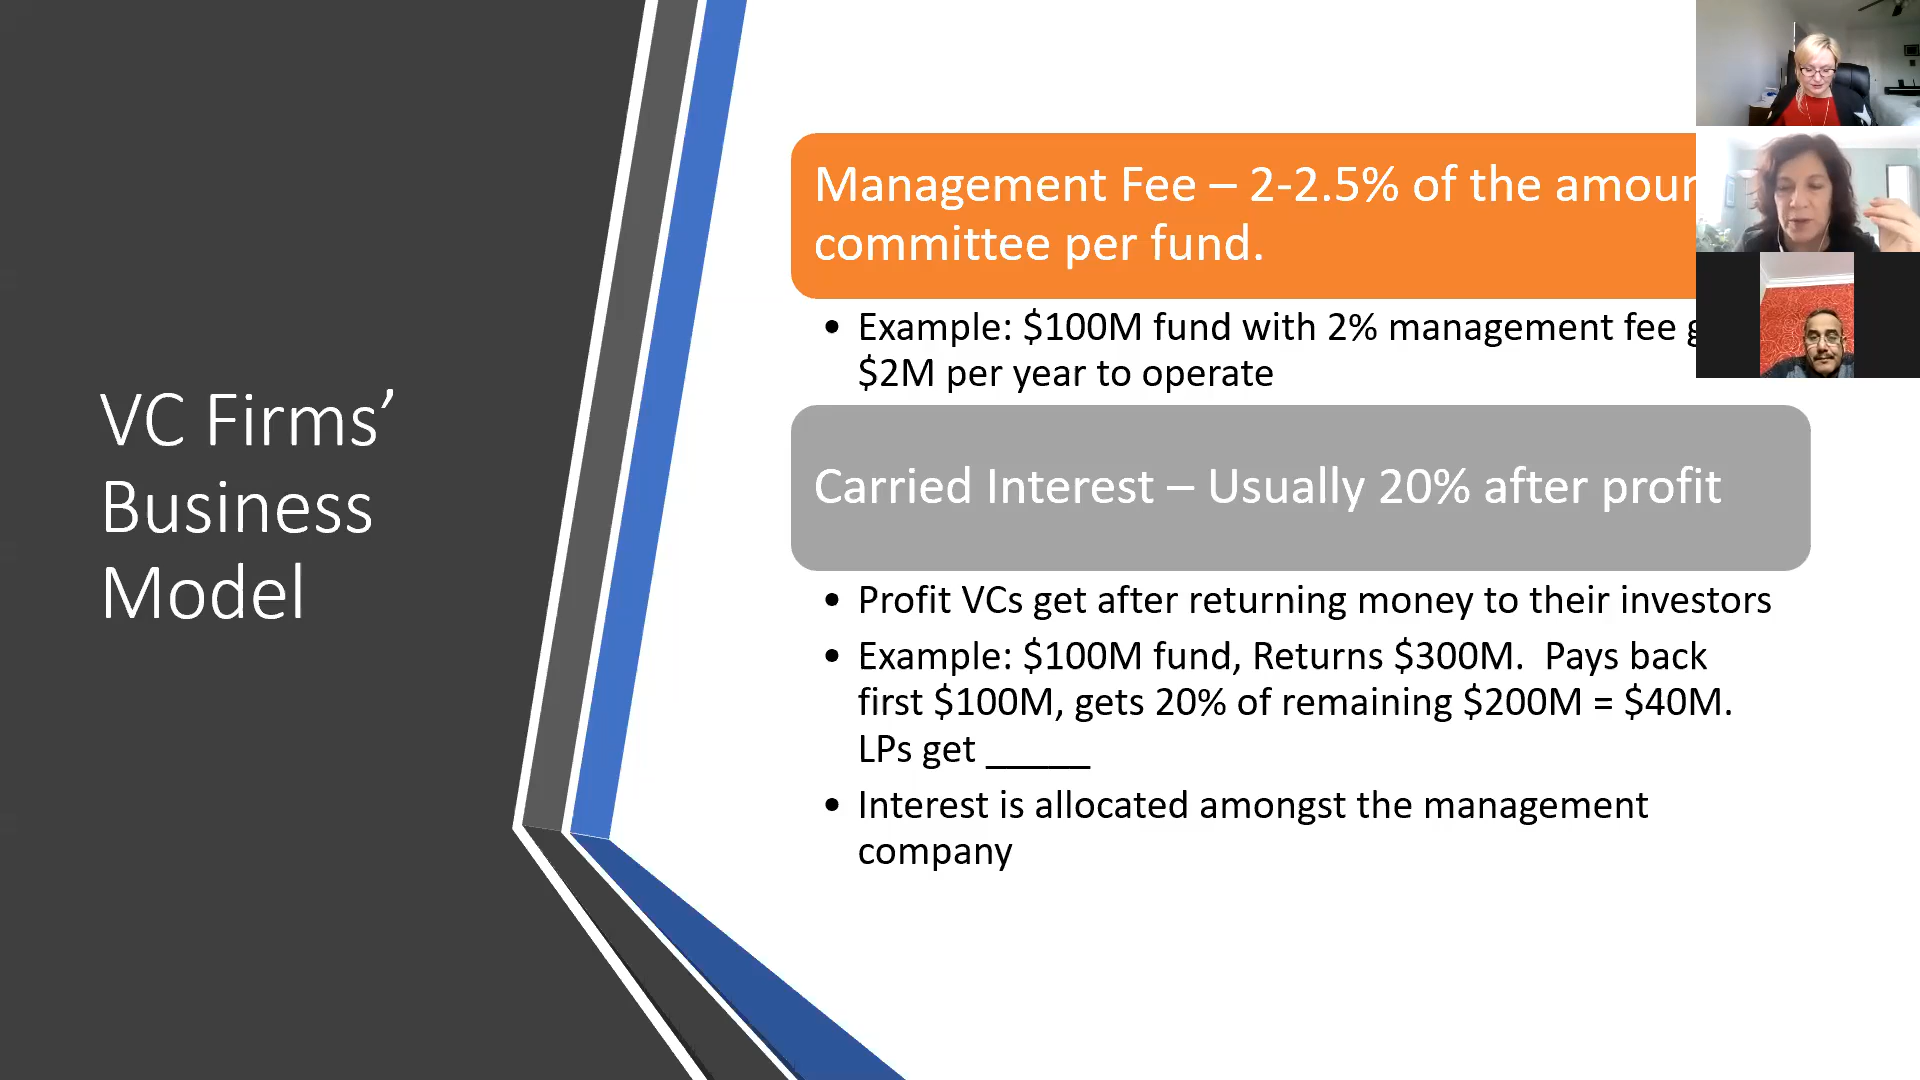 VC Firms’
Business
Model
Management Fee – 2-2.5% of the
committee per fund.
• Example: $100M fund with 2% management fee
$2M per year to operate
Carried Interest – Usually 20% after profit
• Profit VCs get after returning money to their investors
• Example: $100M fund, Returns $300M.  Pays back
first $100M, gets 20% of remaining $200M = $40M.
LPs get _____
• Interest is allocated amongst the management
company